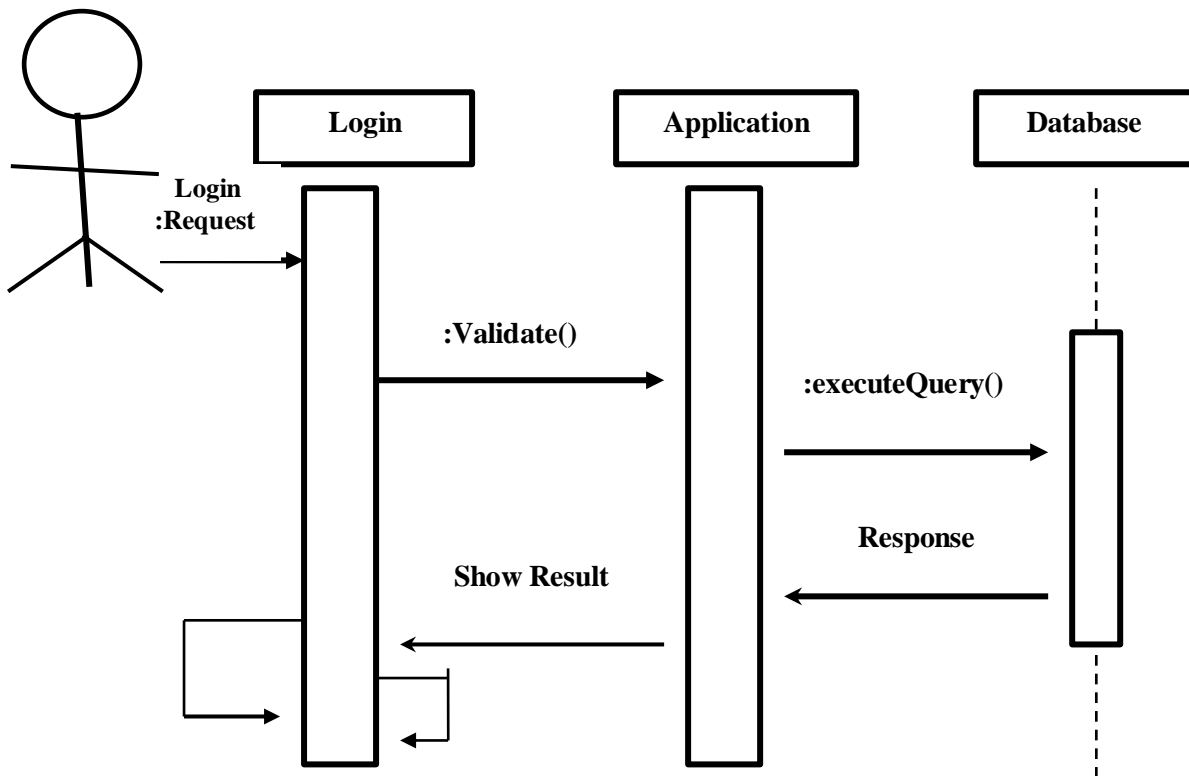 Login
Application
Database
Login
:Request
:Validate()
:executeQuery()
Response
Show Result